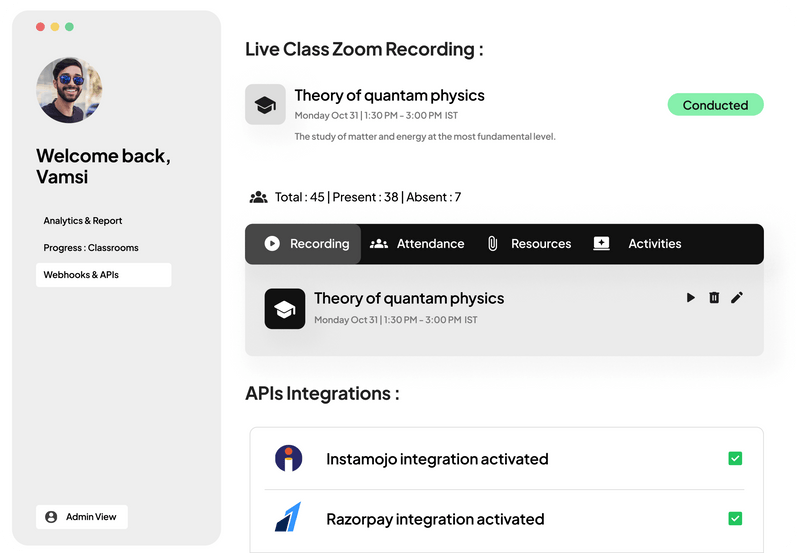 Welcome back,
Vamsi
Analytics & Report
Progress : Classrooms
Webhooks & APIs
Admin View
Live Class Zoom Recording :
Theory of quantam physics
Conducted
Monday Oct 31 | 1:30 PM - 3:00 PM IST
The study of matter and energy at the most fundamental level.
Total : 45 | Present : 38 | Absent : 7
Recording Attendance Resources Activities
Theory of quantam physics
Monday Oct 31 | 1:30 PM - 3:00 PM IST
APIs Integrations :
Instamojo integration activated
Razorpay integration activated